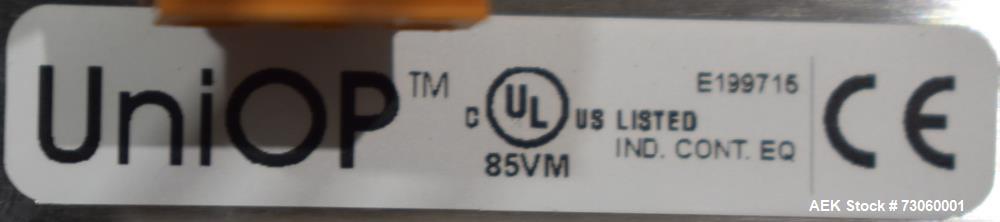 UniOP™
C UL US LISTED
85VM
E199715
IND. CONT. EQ
CE
AEK Stock # 73060001